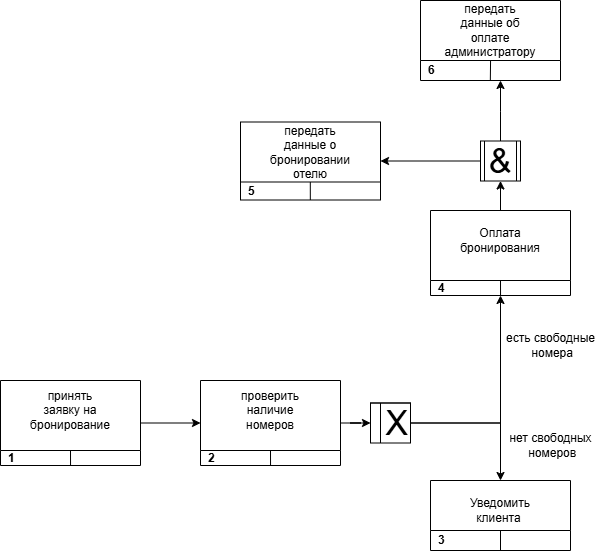 передать
данные об
оплате
администратору
6
передать
данные о
бронировании
отелю
5
&
Оплата
бронирования
4
есть свободные
номера
принять
заявку на
бронирование
1
проверить
наличие
номеров
2
X
нет свободных
номеров
Уведомить
клиента
3